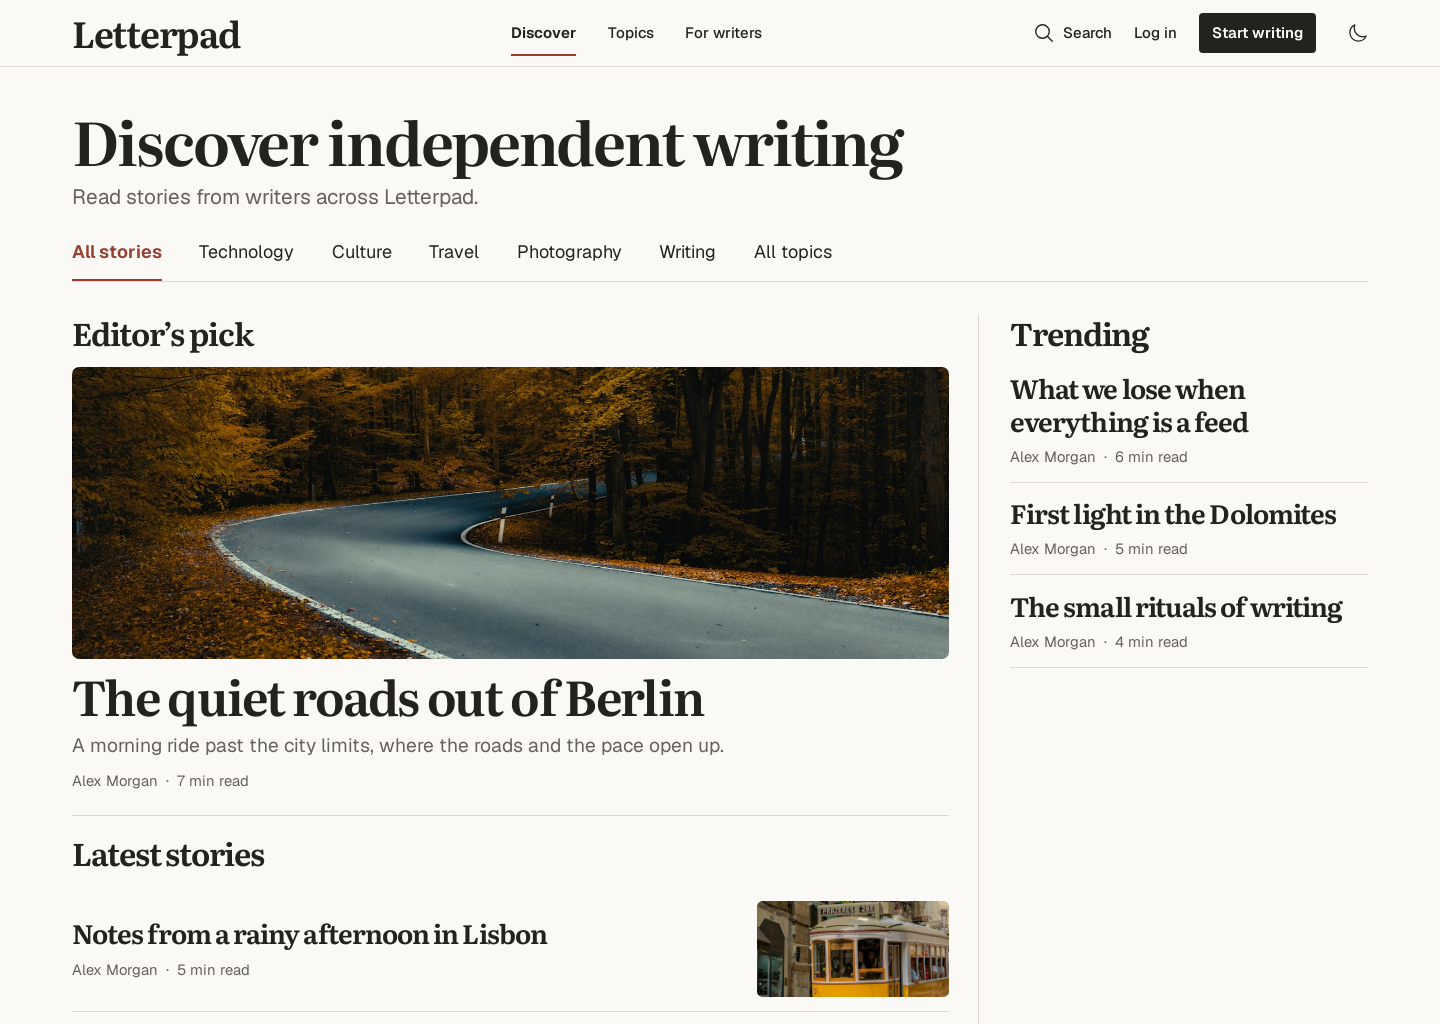 Letterpad
Discover
Topics
For writers
Search
Log in
Start writing
Discover independent writing
Read stories from writers across Letterpad.
All stories
Technology
Culture
Travel
Photography
Writing
All topics
Editor’s pick
The quiet roads out of Berlin
A morning ride past the city limits, where the roads and the pace open up.
Alex Morgan · 7 min read
Latest stories
Notes from a rainy afternoon in Lisbon
Alex Morgan · 5 min read
PRAZERES 28E
Trending
What we lose when
everything is a feed
Alex Morgan · 6 min read
First light in the Dolomites
Alex Morgan · 5 min read
The small rituals of writing
Alex Morgan · 4 min read